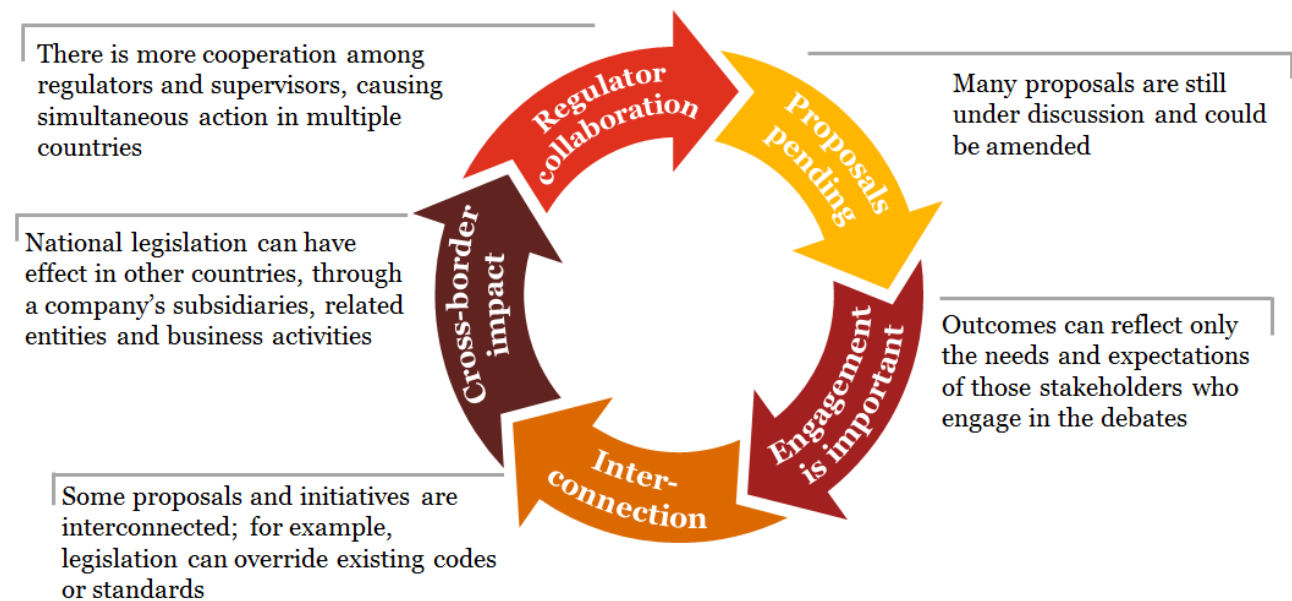 There is more cooperation among
regulators and supervisors, causing
simultaneous action in multiple
countries
Regulator
collaboration
Proposals
pending
Many proposals are still
under discussion and could
be amended
National legislation can have
effect in other countries, through
a company's subsidiaries, related
entities and business activities
Cross-border
impact
Engagement
is important
Outcomes can reflect only
the needs and expectations
of those stakeholders who
engage in the debates
Inter-
connection
Some proposals and initiatives are
interconnected; for example,
legislation can override existing codes
or standards